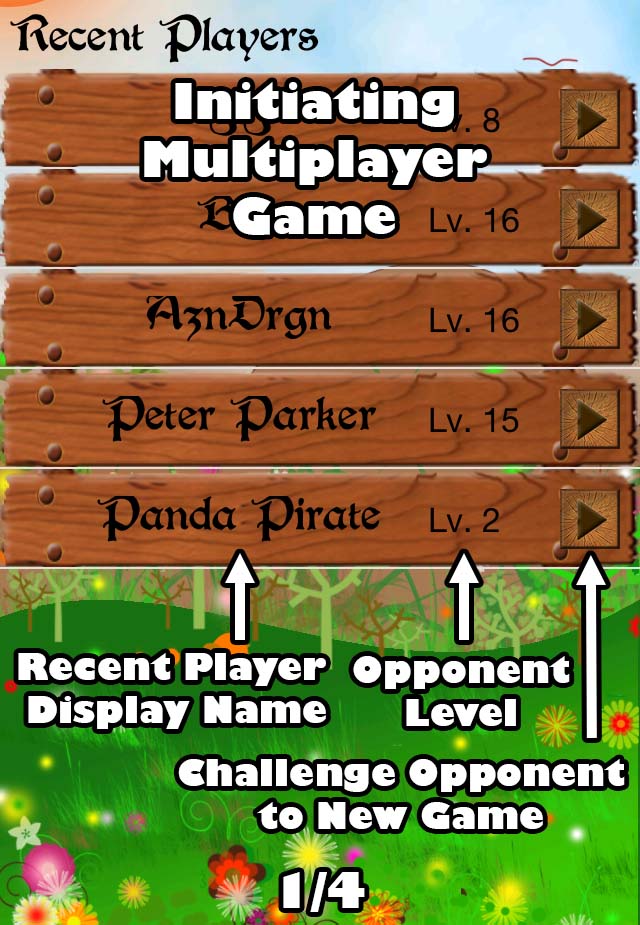 Recent Players
Initiating
Multiplayer
Game
Lv. 8
Lv. 16
AznDrgn Lv. 16
Peter Parker Lv. 15
Panda Pirate Lv. 2
Recent Player
Display Name
Opponent
Level
Challenge Opponent
to New Game
1/4